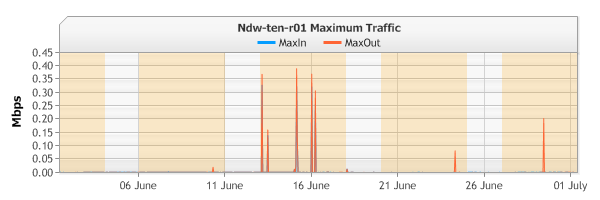 Ndw-ten-r01 Maximum Traffic
MaxIn MaxOut
Mbps
0.45
0.40
0.35
0.30
0.25
0.20
0.15
0.10
0.05
0.00
06 June 11 June 16 June 21 June 26 June 01 July